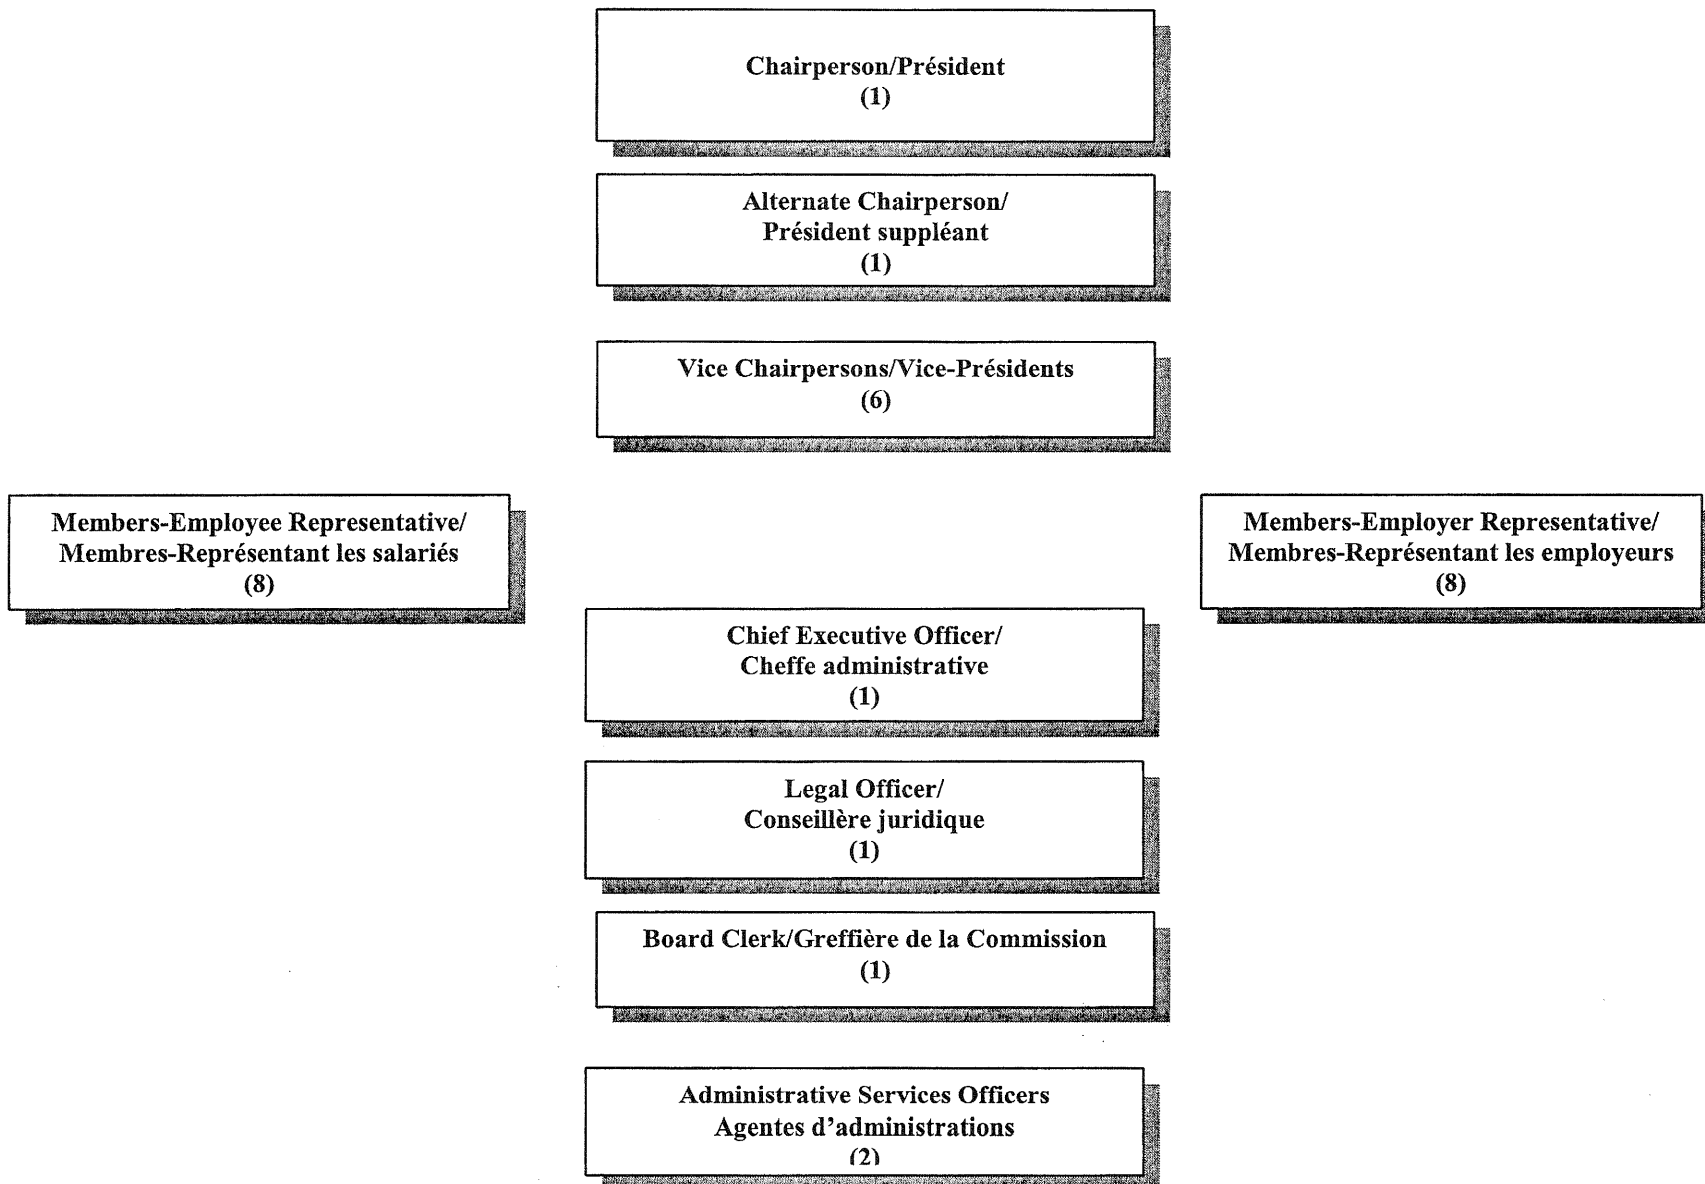 Chairperson/Président
(1)
Alternate Chairperson/
Président suppléant
(1)
Vice Chairpersons/Vice-Présidents
(6)
Members-Employee Representative/
Membres-Représentant les salariés
(8)
Members-Employer Representative/
Membres-Représentant les employeurs
(8)
Chief Executive Officer/
Cheffe administrative
(1)
Legal Officer/
Conseillère juridique
(1)
Board Clerk/Greffière de la Commission
(1)
Administrative Services Officers
Agentes d’administrations
(2)